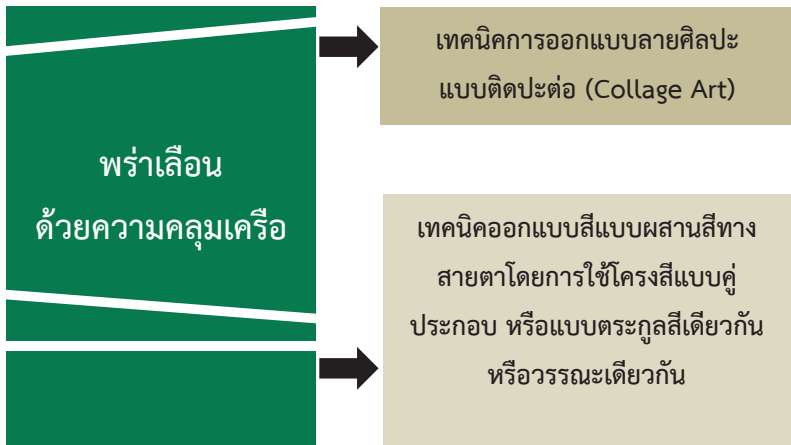 พร่าเลือน
ด้วยความคลุมเครือ
เทคนิคการออกแบบลายศิลปะ
แบบติดปะต่อ (Collage Art)
เทคนิคออกแบบสีแบบผสานสีทาง
สายตาโดยการใช้โครงสีแบบคู่
ประกอบ หรือแบบตระกูลสีเดียวกัน
หรือวรรณะเดียวกัน